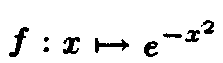 f : x ↦ e^{-x^2}